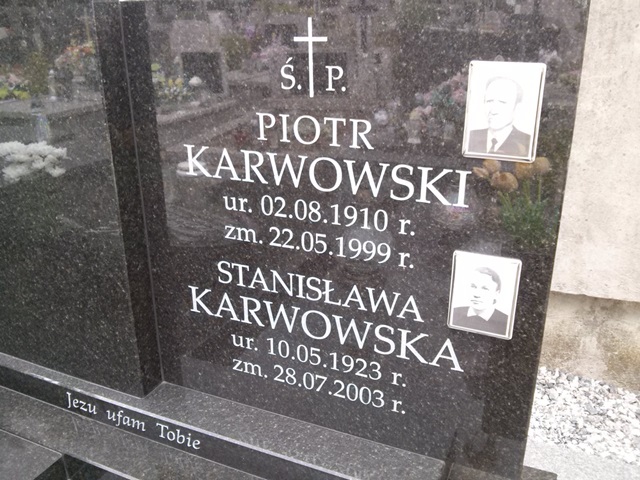 Ś. P.
PIOTR
KARWOWSKI
ur. 02.08.1910 r.
zm. 22.05.1999 r.
STANISŁAWA
KARWOWSKA
ur. 10.05.1923 r.
zm. 28.07.2003 r.
Jezu ufam Tobie